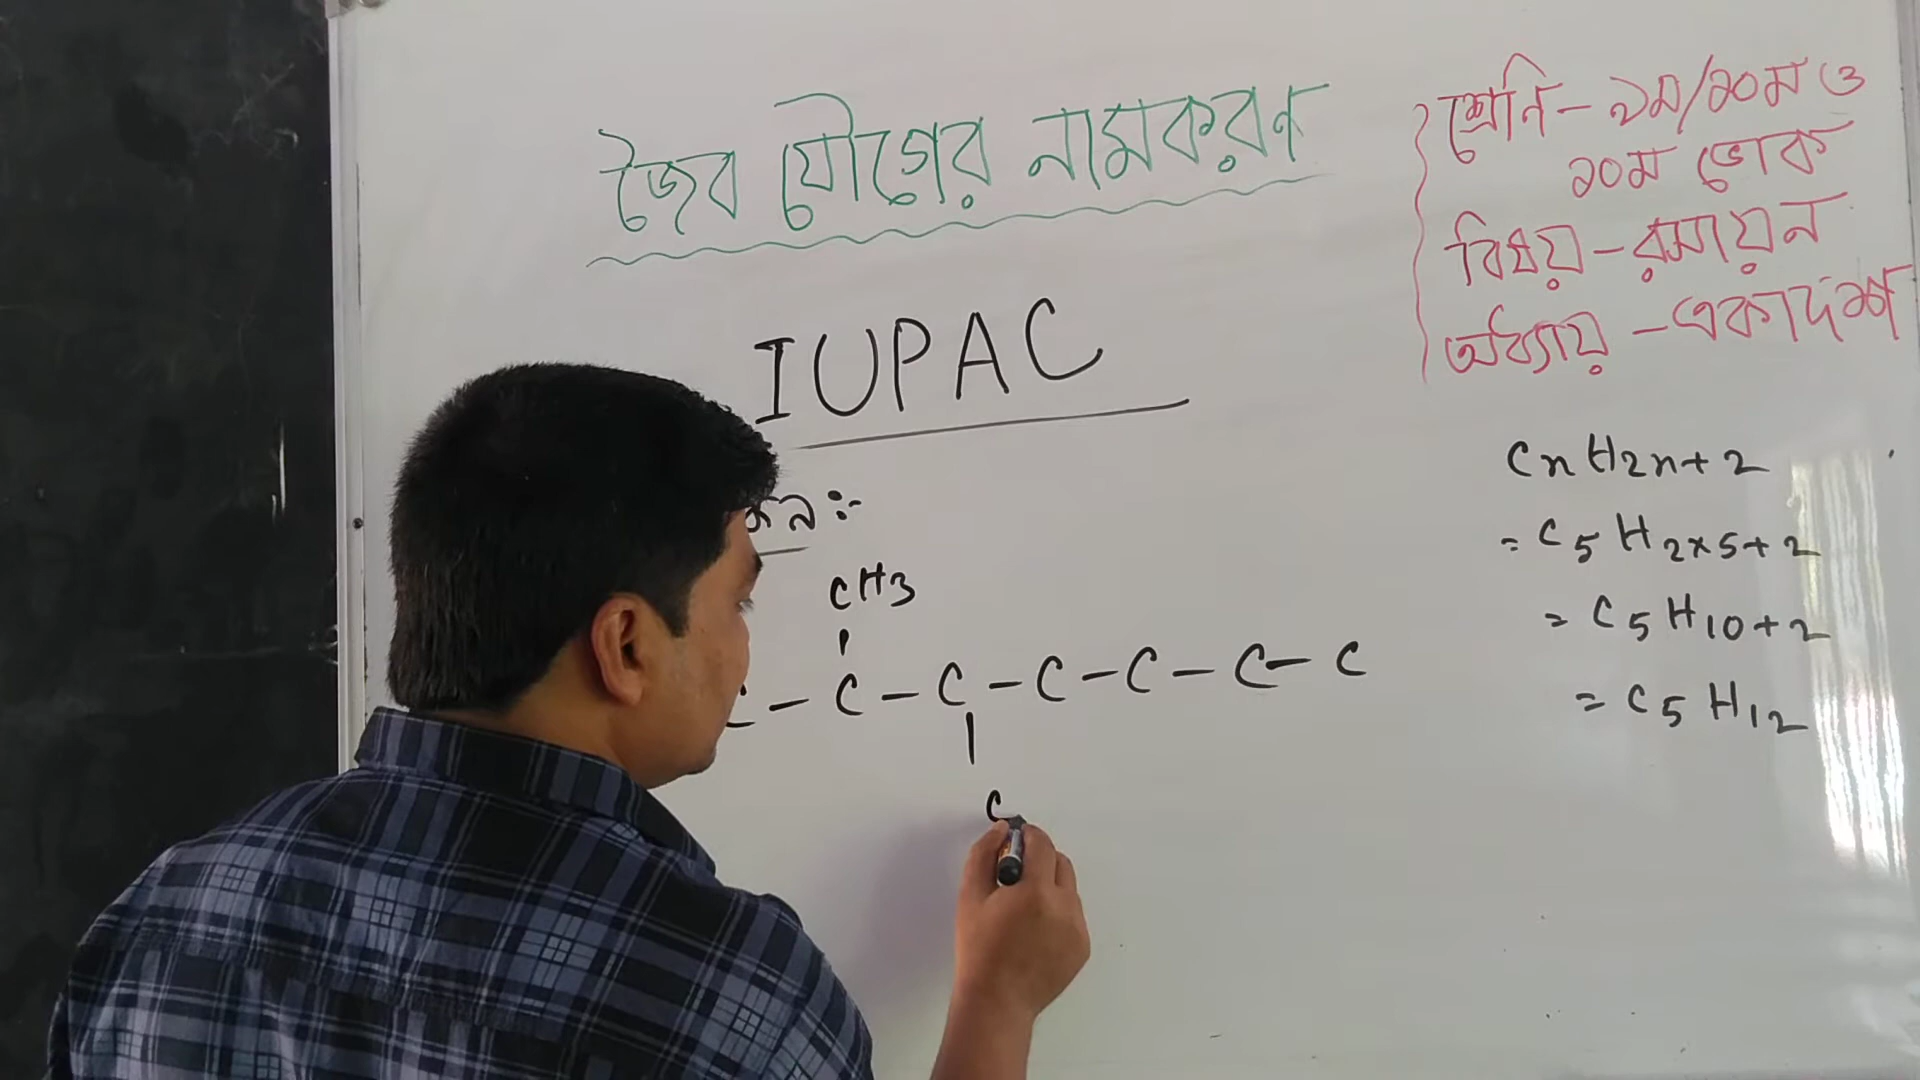 জৈব যৌগের নামকরণ
IUPAC
শ্রেণি - ৯ম/১০ম ও
১০ম ভোক
বিষয় - রসায়ন
অধ্যায় - একাদশ
CH3
C - C - C - C - C - C - C
C
CnH2n+2
= C5H2×5+2
= C5H10+2
= C5H12